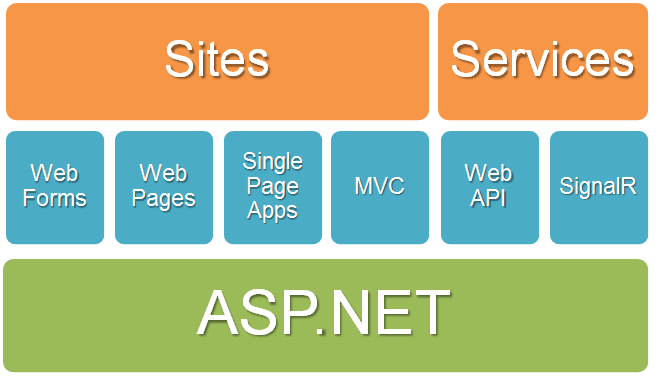 Sites
Services
Web
Forms
Web
Pages
Single
Page
Apps
MVC
Web
API
SignalR
ASP.NET